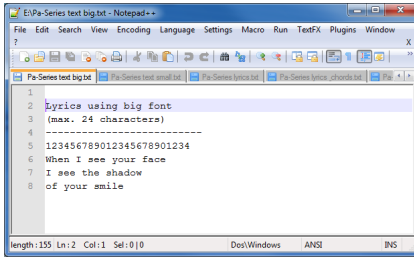 E:\Pa-Series text big.txt - Notepad++
File Edit Search View Encoding Language Settings Macro Run TextFX Plugins Window
? X
Pa-Series text big.txt Pa-Series text small.txt Pa-Series lyrics.txt Pa-Series lyrics_chords.txt Pa
1
2 Lyrics using big font
3 (max. 24 characters)
4 --------------------------
5 123456789012345678901234
6 When I see your face
7 I see the shadow
8 of your smile
length : 155 Ln : 2 Col : 1 Sel : 0 | 0 Dos\Windows ANSI INS